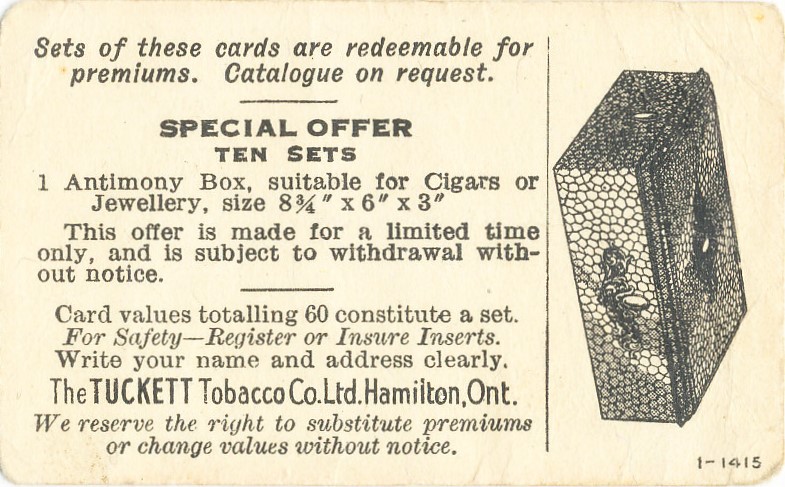 Sets of these cards are redeemable for
premiums. Catalogue on request.
SPECIAL OFFER
TEN SETS
1 Antimony Box, suitable for Cigars or
Jewellery, size 8¾" x 6" x 3"
This offer is made for a limited time
only, and is subject to withdrawal with-
out notice.
Card values totalling 60 constitute a set.
For Safety—Register or Insure Inserts.
Write your name and address clearly.
The TUCKETT Tobacco Co. Ltd. Hamilton, Ont.
We reserve the right to substitute premiums
or change values without notice.
1-1415